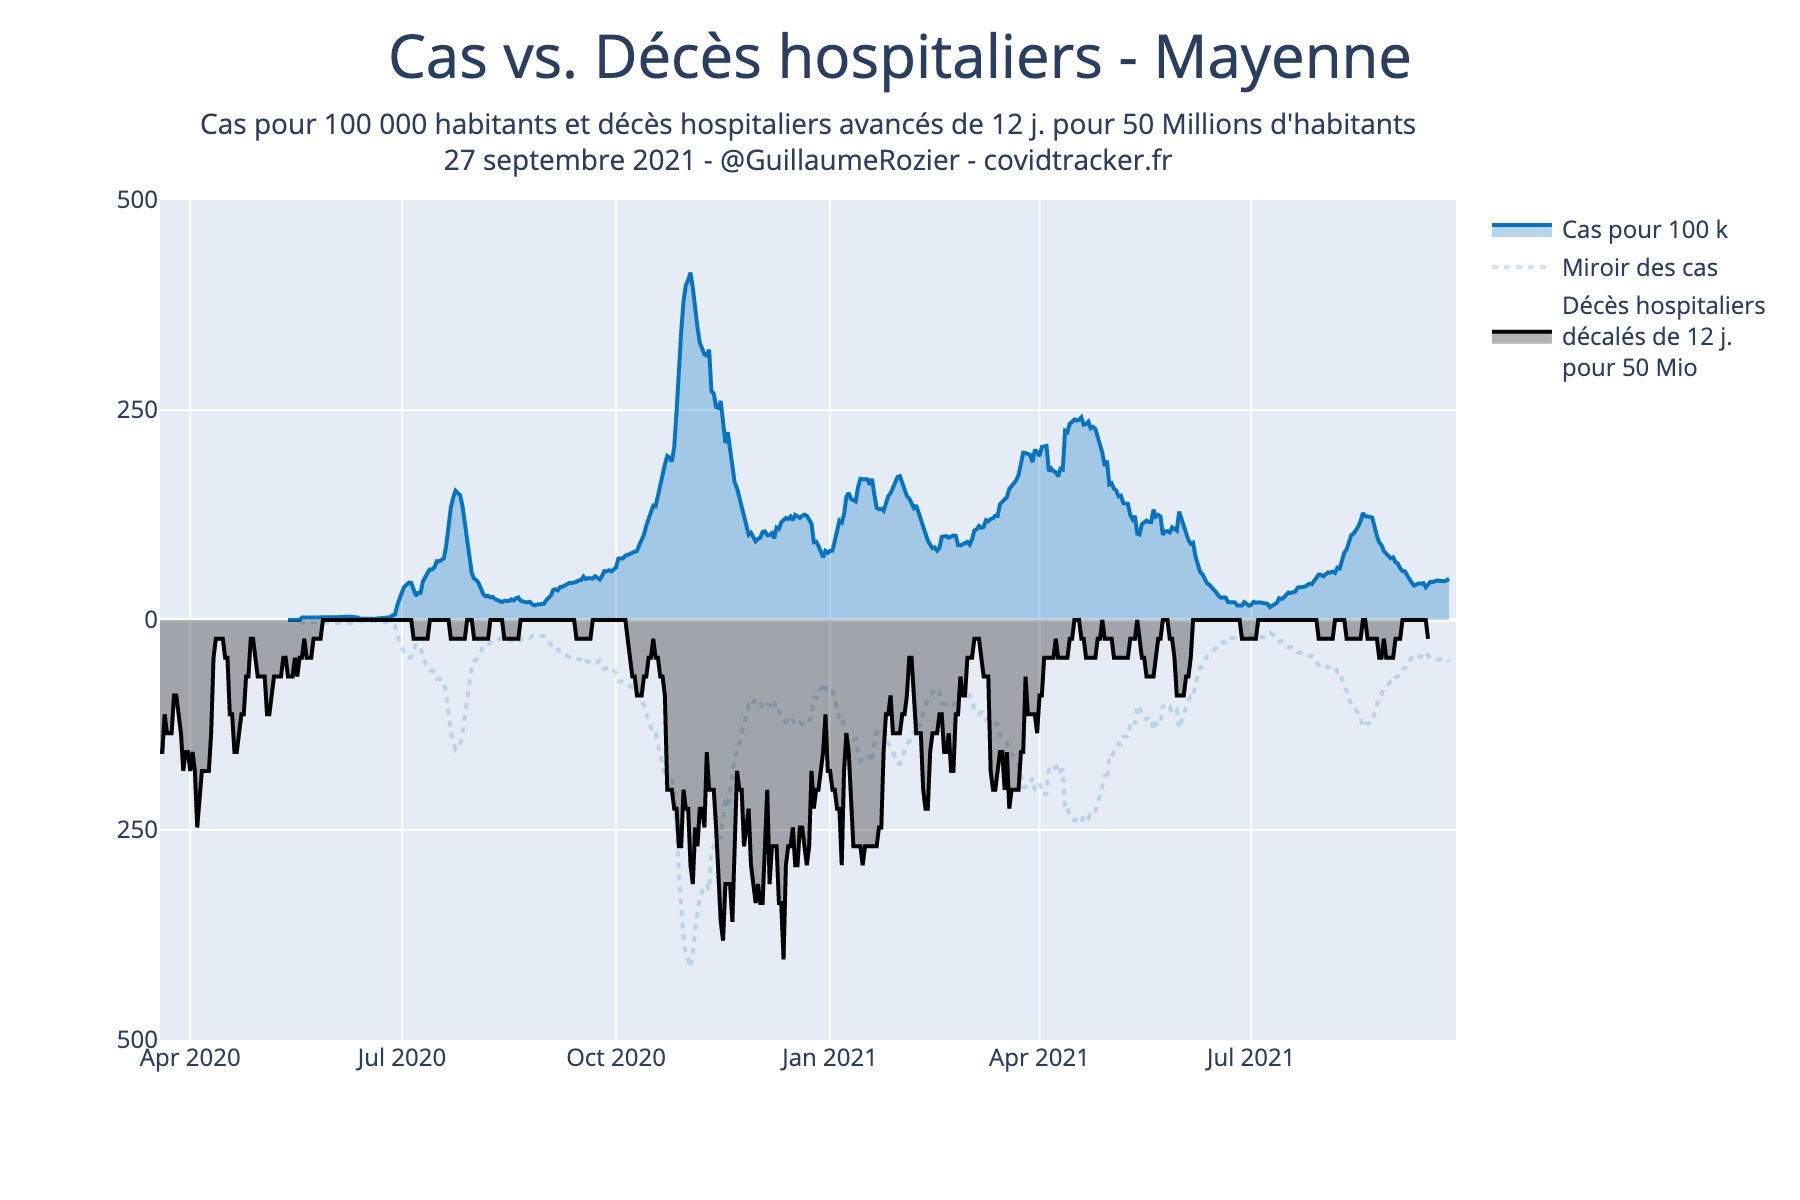 Cas vs. Décès hospitaliers - Mayenne
Cas pour 100 000 habitants et décès hospitaliers avancés de 12 j. pour 50 Millions d'habitants
27 septembre 2021 - @GuillaumeRozier - covidtracker.fr
500
250
0
250
500
Apr 2020
Jul 2020
Oct 2020
Jan 2021
Apr 2021
Jul 2021
Cas pour 100 k
Miroir des cas
Décès hospitaliers
décalés de 12 j.
pour 50 Mio